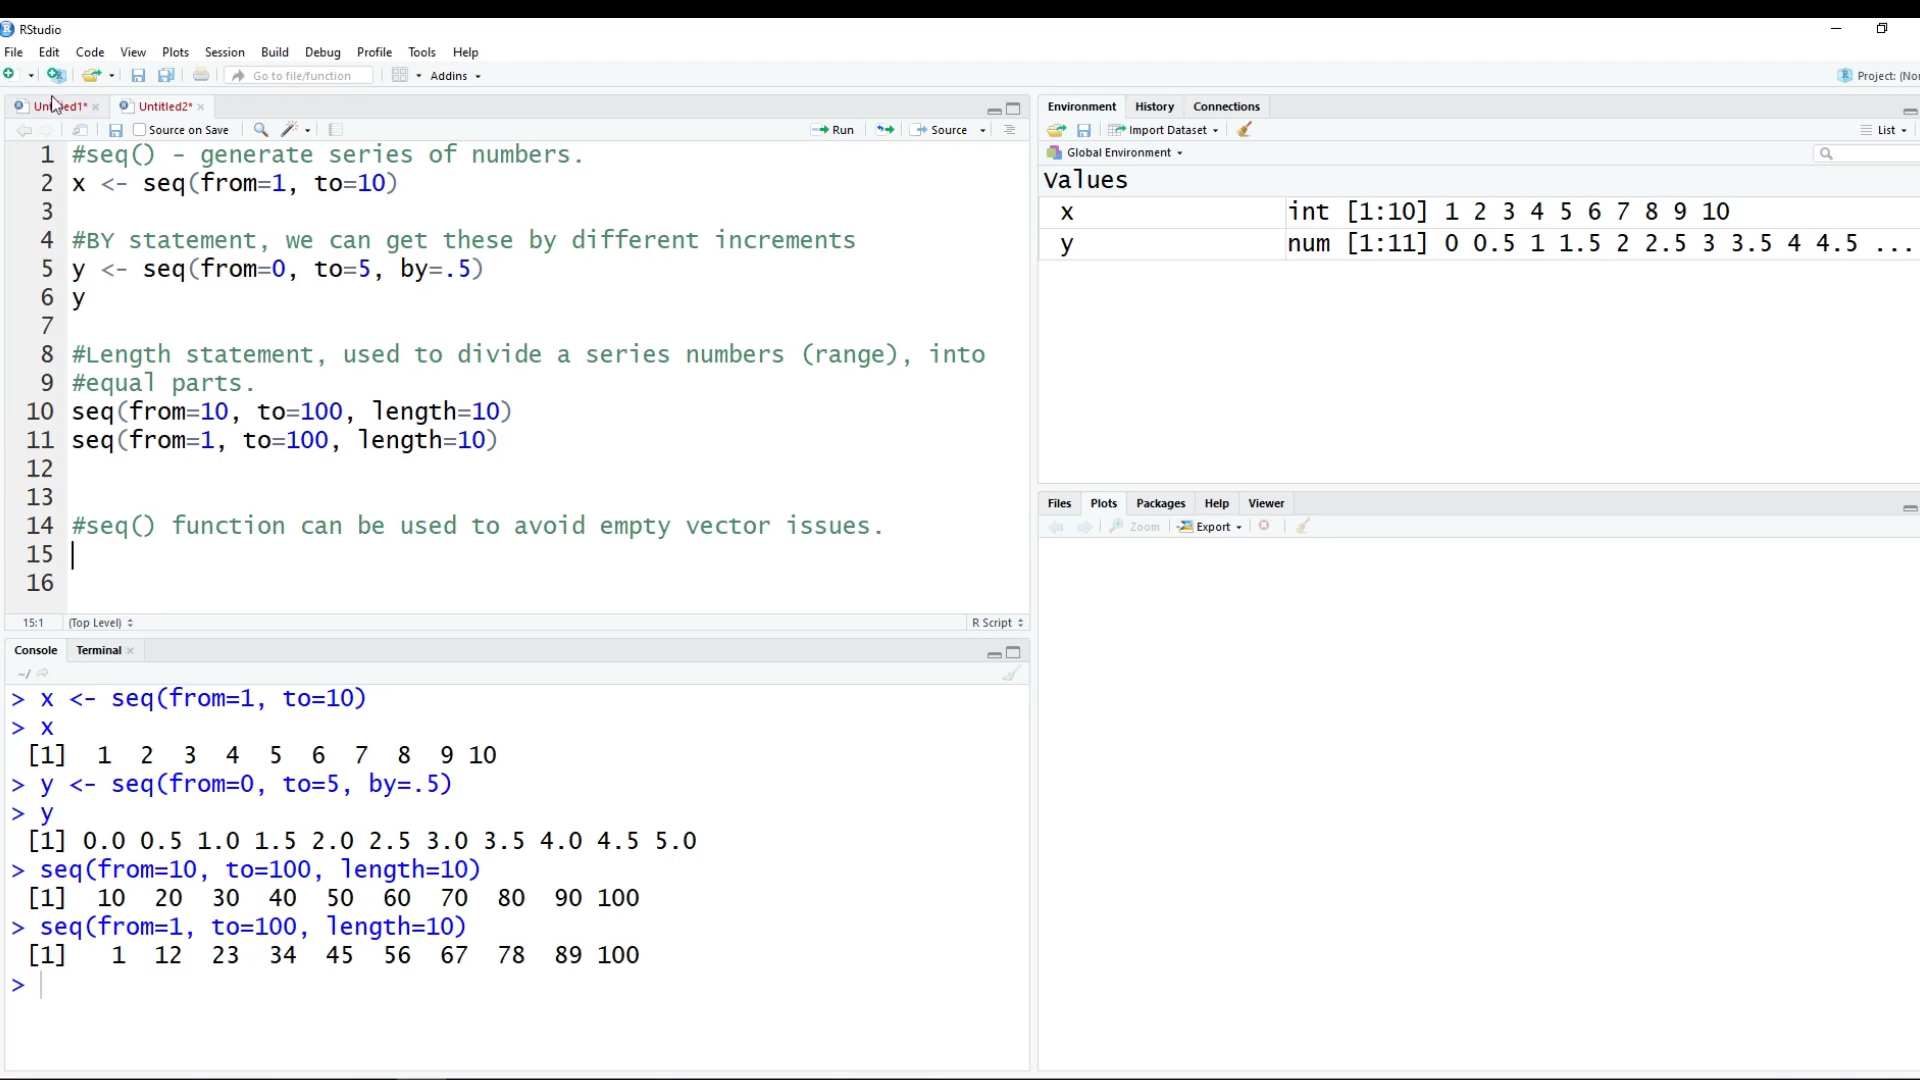 RStudio
File Edit Code View Plots Session Build Debug Profile Tools Help
Go to file/function Addins
Project: (Nor
Untitled1* Untitled2*
Source on Save Run Source
1 #seq() - generate series of numbers.
2 x <- seq(from=1, to=10)
3
4 #BY statement, we can get these by different increments
5 y <- seq(from=0, to=5, by=.5)
6 y
7
8 #Length statement, used to divide a series numbers (range), into
9 #equal parts.
10 seq(from=10, to=100, length=10)
11 seq(from=1, to=100, length=10)
12
13
14 #seq() function can be used to avoid empty vector issues.
15
16
15:1 (Top Level) R Script
Console Terminal
~/
> x <- seq(from=1, to=10)
> x
[1] 1 2 3 4 5 6 7 8 9 10
> y <- seq(from=0, to=5, by=.5)
> y
[1] 0.0 0.5 1.0 1.5 2.0 2.5 3.0 3.5 4.0 4.5 5.0
> seq(from=10, to=100, length=10)
[1] 10 20 30 40 50 60 70 80 90 100
> seq(from=1, to=100, length=10)
[1] 1 12 23 34 45 56 67 78 89 100
>
Environment History Connections
Import Dataset List
Global Environment
Values
x int [1:10] 1 2 3 4 5 6 7 8 9 10
y num [1:11] 0 0.5 1 1.5 2 2.5 3 3.5 4 4.5 ...
Files Plots Packages Help Viewer
Zoom Export